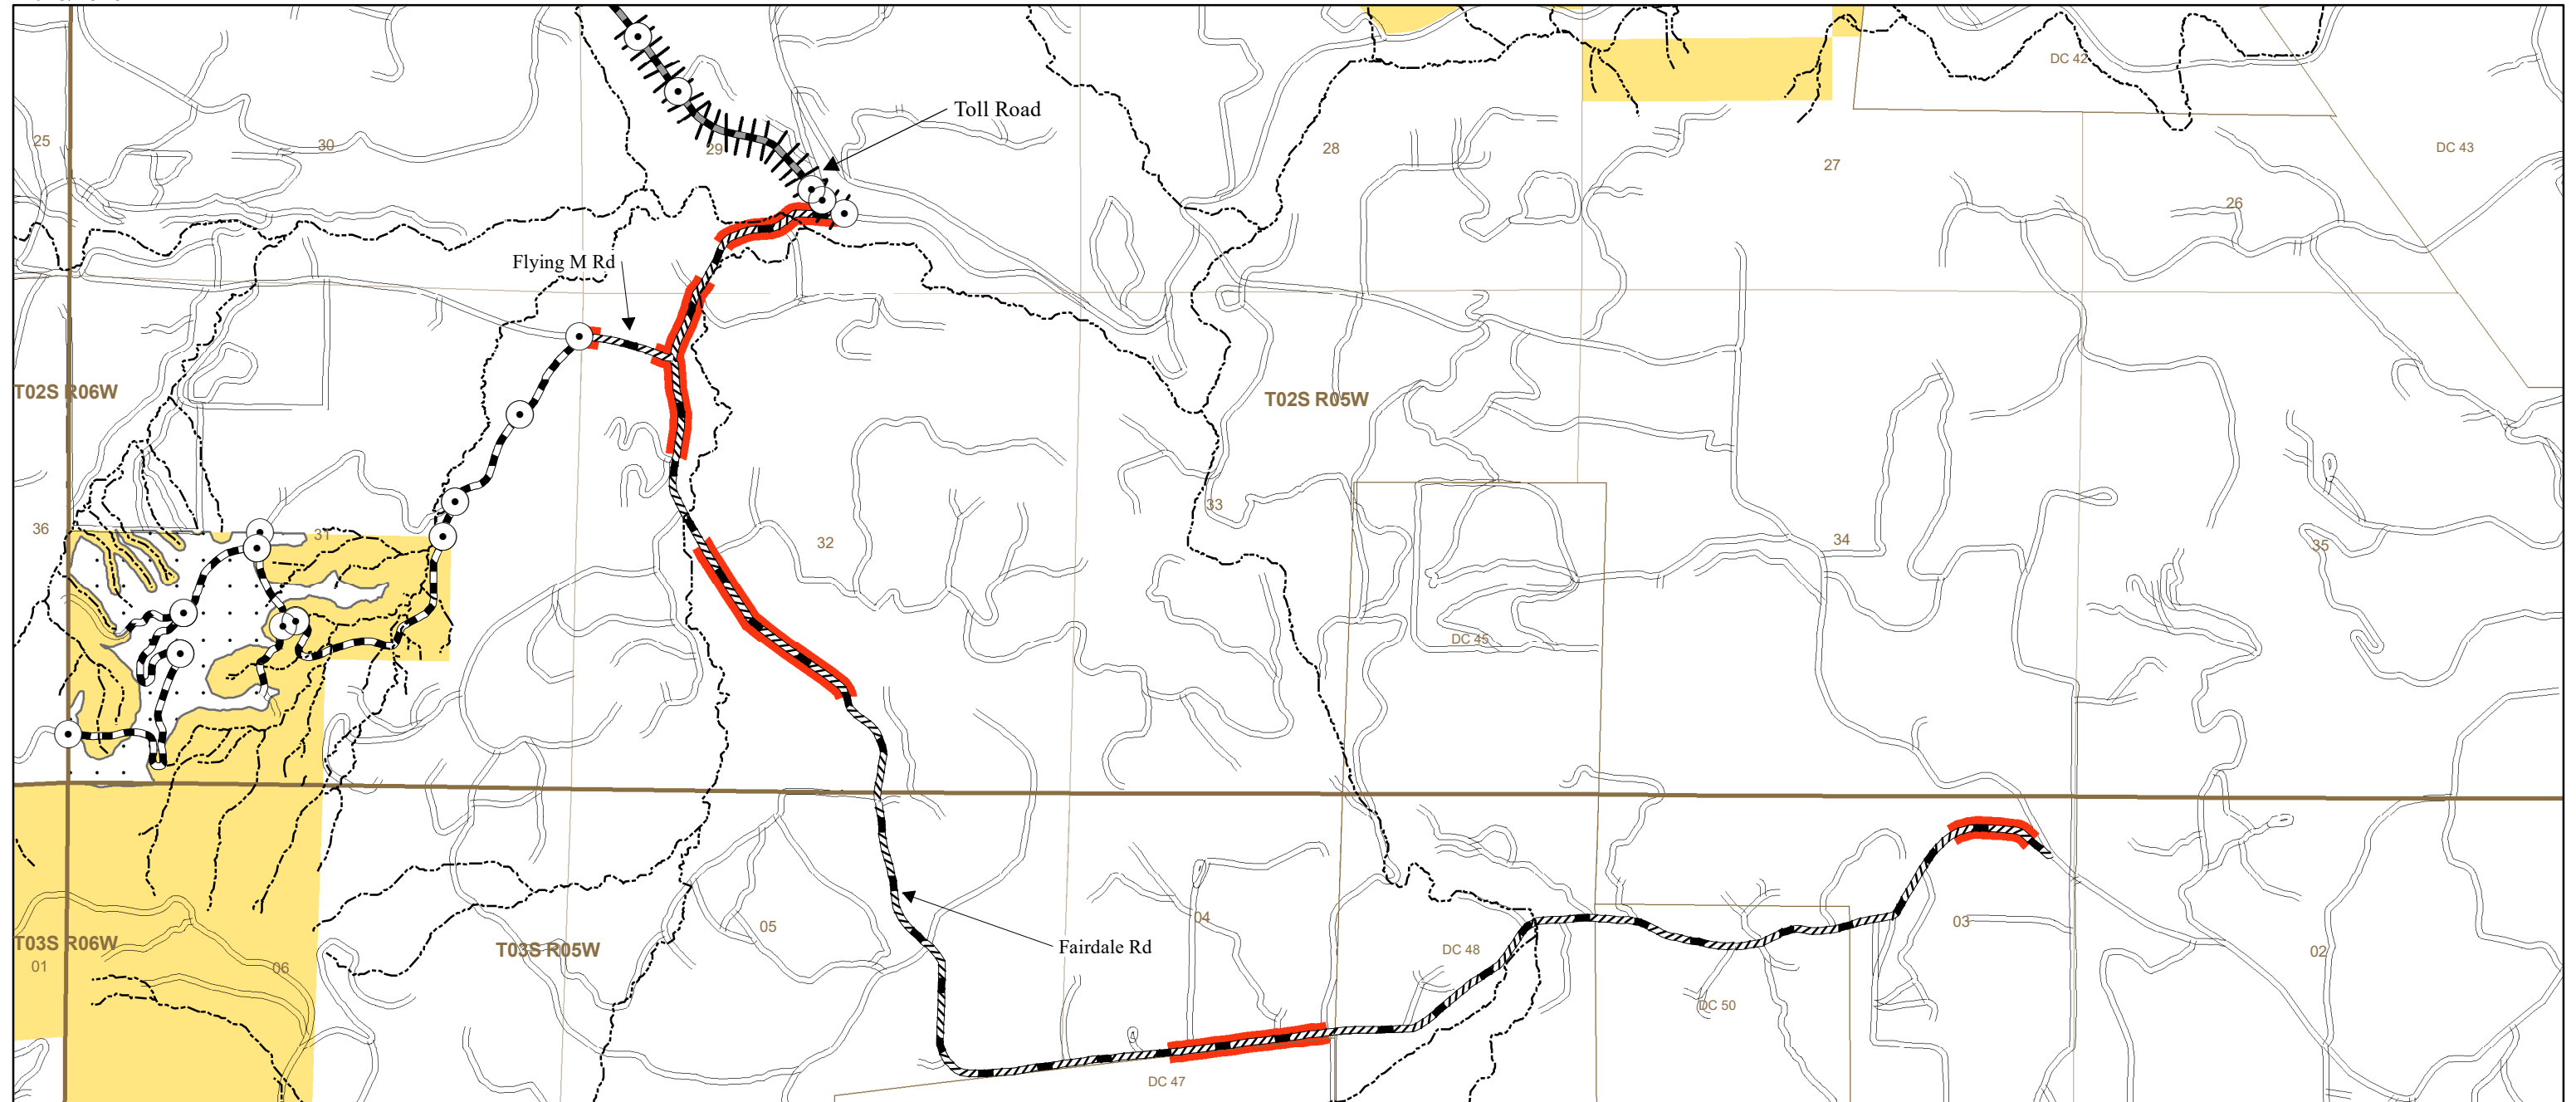 DC 42
Toll Road
25
30
29
28
27
DC 43
26
Flying M Rd
T02S R06W
T02S R05W
33
36
31
32
34
35
DC 45
04
05
03
Fairdale Rd
T03S R06W
T03S R05W
DC 48
02
01
06
DC 50
DC 47